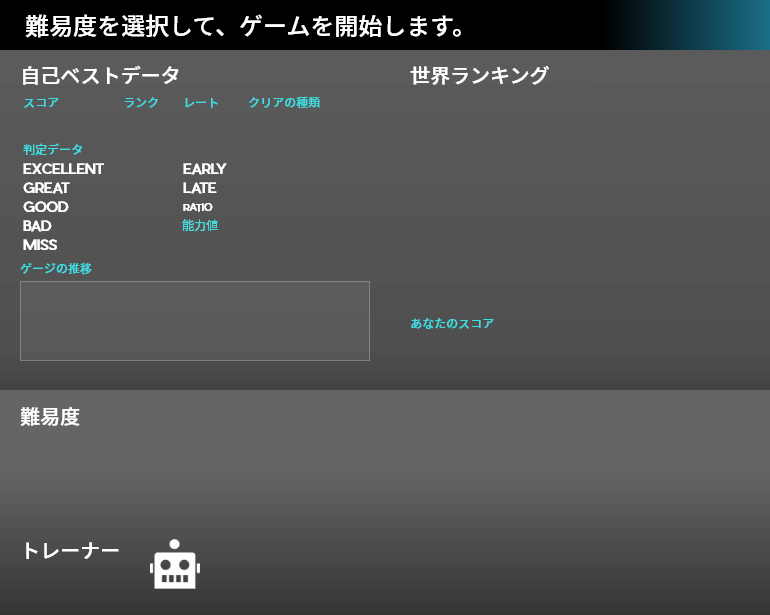 難易度を選択して、ゲームを開始します。
自己ベストデータ
スコア ランク レート クリアの種類
判定データ
EXCELLENT EARLY
GREAT LATE
GOOD RATIO
BAD 能力値
MISS
ゲージの推移
世界ランキング
あなたのスコア
難易度
トレーナー